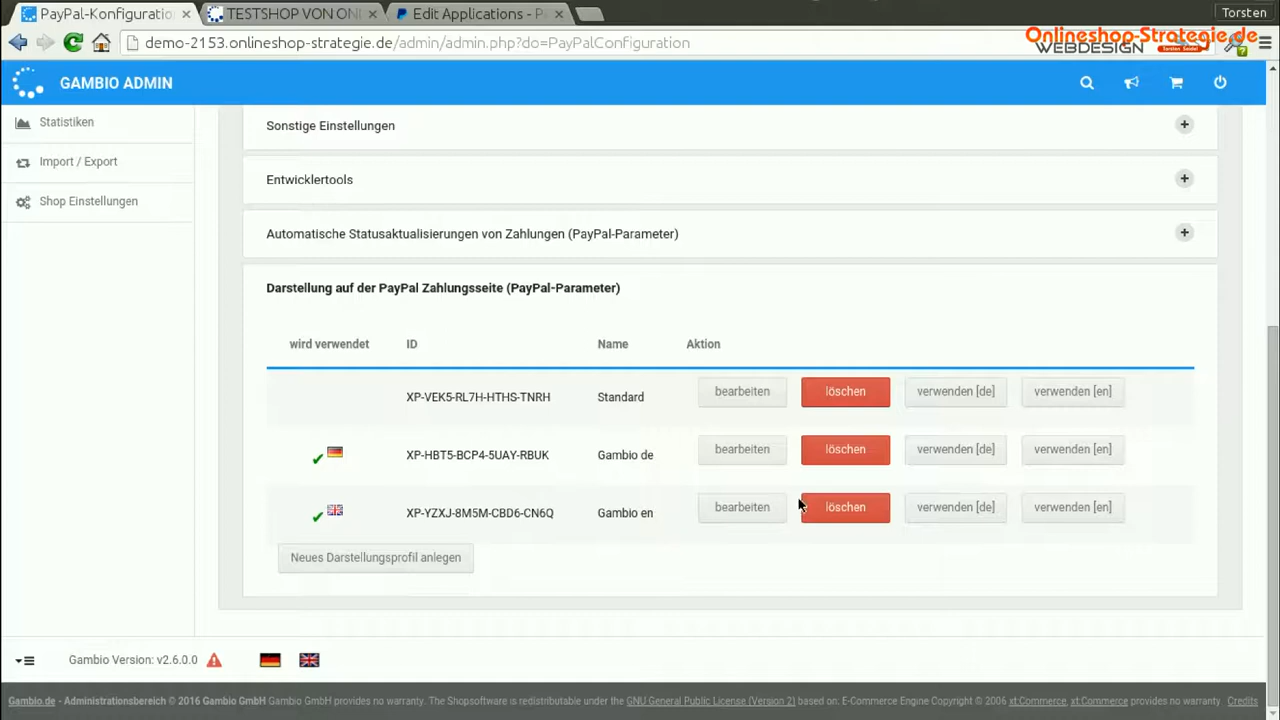 PayPal-Konfiguratio
TESTSHOP VON ONL
Edit Applications - Pa
Torsten
demo-2153.onlineshop-strategie.de/admin/admin.php?do=PayPalConfiguration
Onlineshop-Strategie.de
WEBDESIGN
Torsten Seidel
GAMBIO ADMIN
Statistiken
Import / Export
Shop Einstellungen
Sonstige Einstellungen
Entwicklertools
Automatische Statusaktualisierungen von Zahlungen (PayPal-Parameter)
Darstellung auf der PayPal Zahlungsseite (PayPal-Parameter)
wird verwendet ID Name Aktion
XP-VEK5-RL7H-HTHS-TNRH Standard bearbeiten löschen verwenden [de] verwenden [en]
XP-HBT5-BCP4-5UAY-RBUK Gambio de bearbeiten löschen verwenden [de] verwenden [en]
XP-YZXJ-8M5M-CBD6-CN6Q Gambio en bearbeiten löschen verwenden [de] verwenden [en]
Neues Darstellungsprofil anlegen
Gambio Version: v2.6.0.0
Gambio.de - Administrationsbereich © 2016 Gambio GmbH Gambio GmbH provides no warranty. The Shopsoftware is redistributable under the GNU General Public License (Version 2) based on: E-Commerce Engine Copyright © 2006 xt:Commerce, xt:Commerce provides no warranty Credits